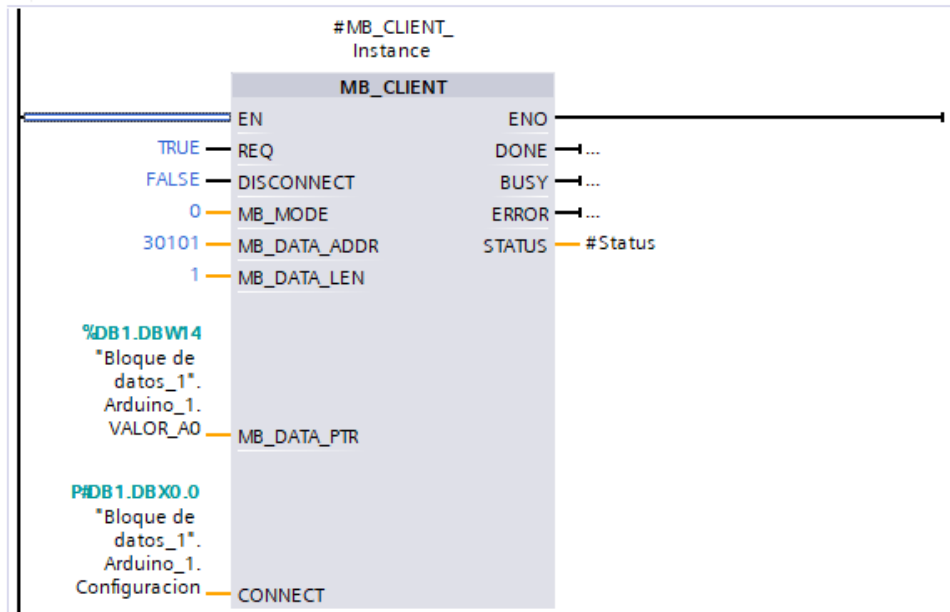 #MB_CLIENT_
Instance
MB_CLIENT
EN ENO
TRUE REQ DONE ...
FALSE DISCONNECT BUSY ...
0 MB_MODE ERROR ...
30101 MB_DATA_ADDR STATUS #Status
1 MB_DATA_LEN
%DB1.DBW14
"Bloque de
datos_1".
Arduino_1.
VALOR_A0 MB_DATA_PTR
P#DB1.DBX0.0
"Bloque de
datos_1".
Arduino_1.
Configuracion CONNECT